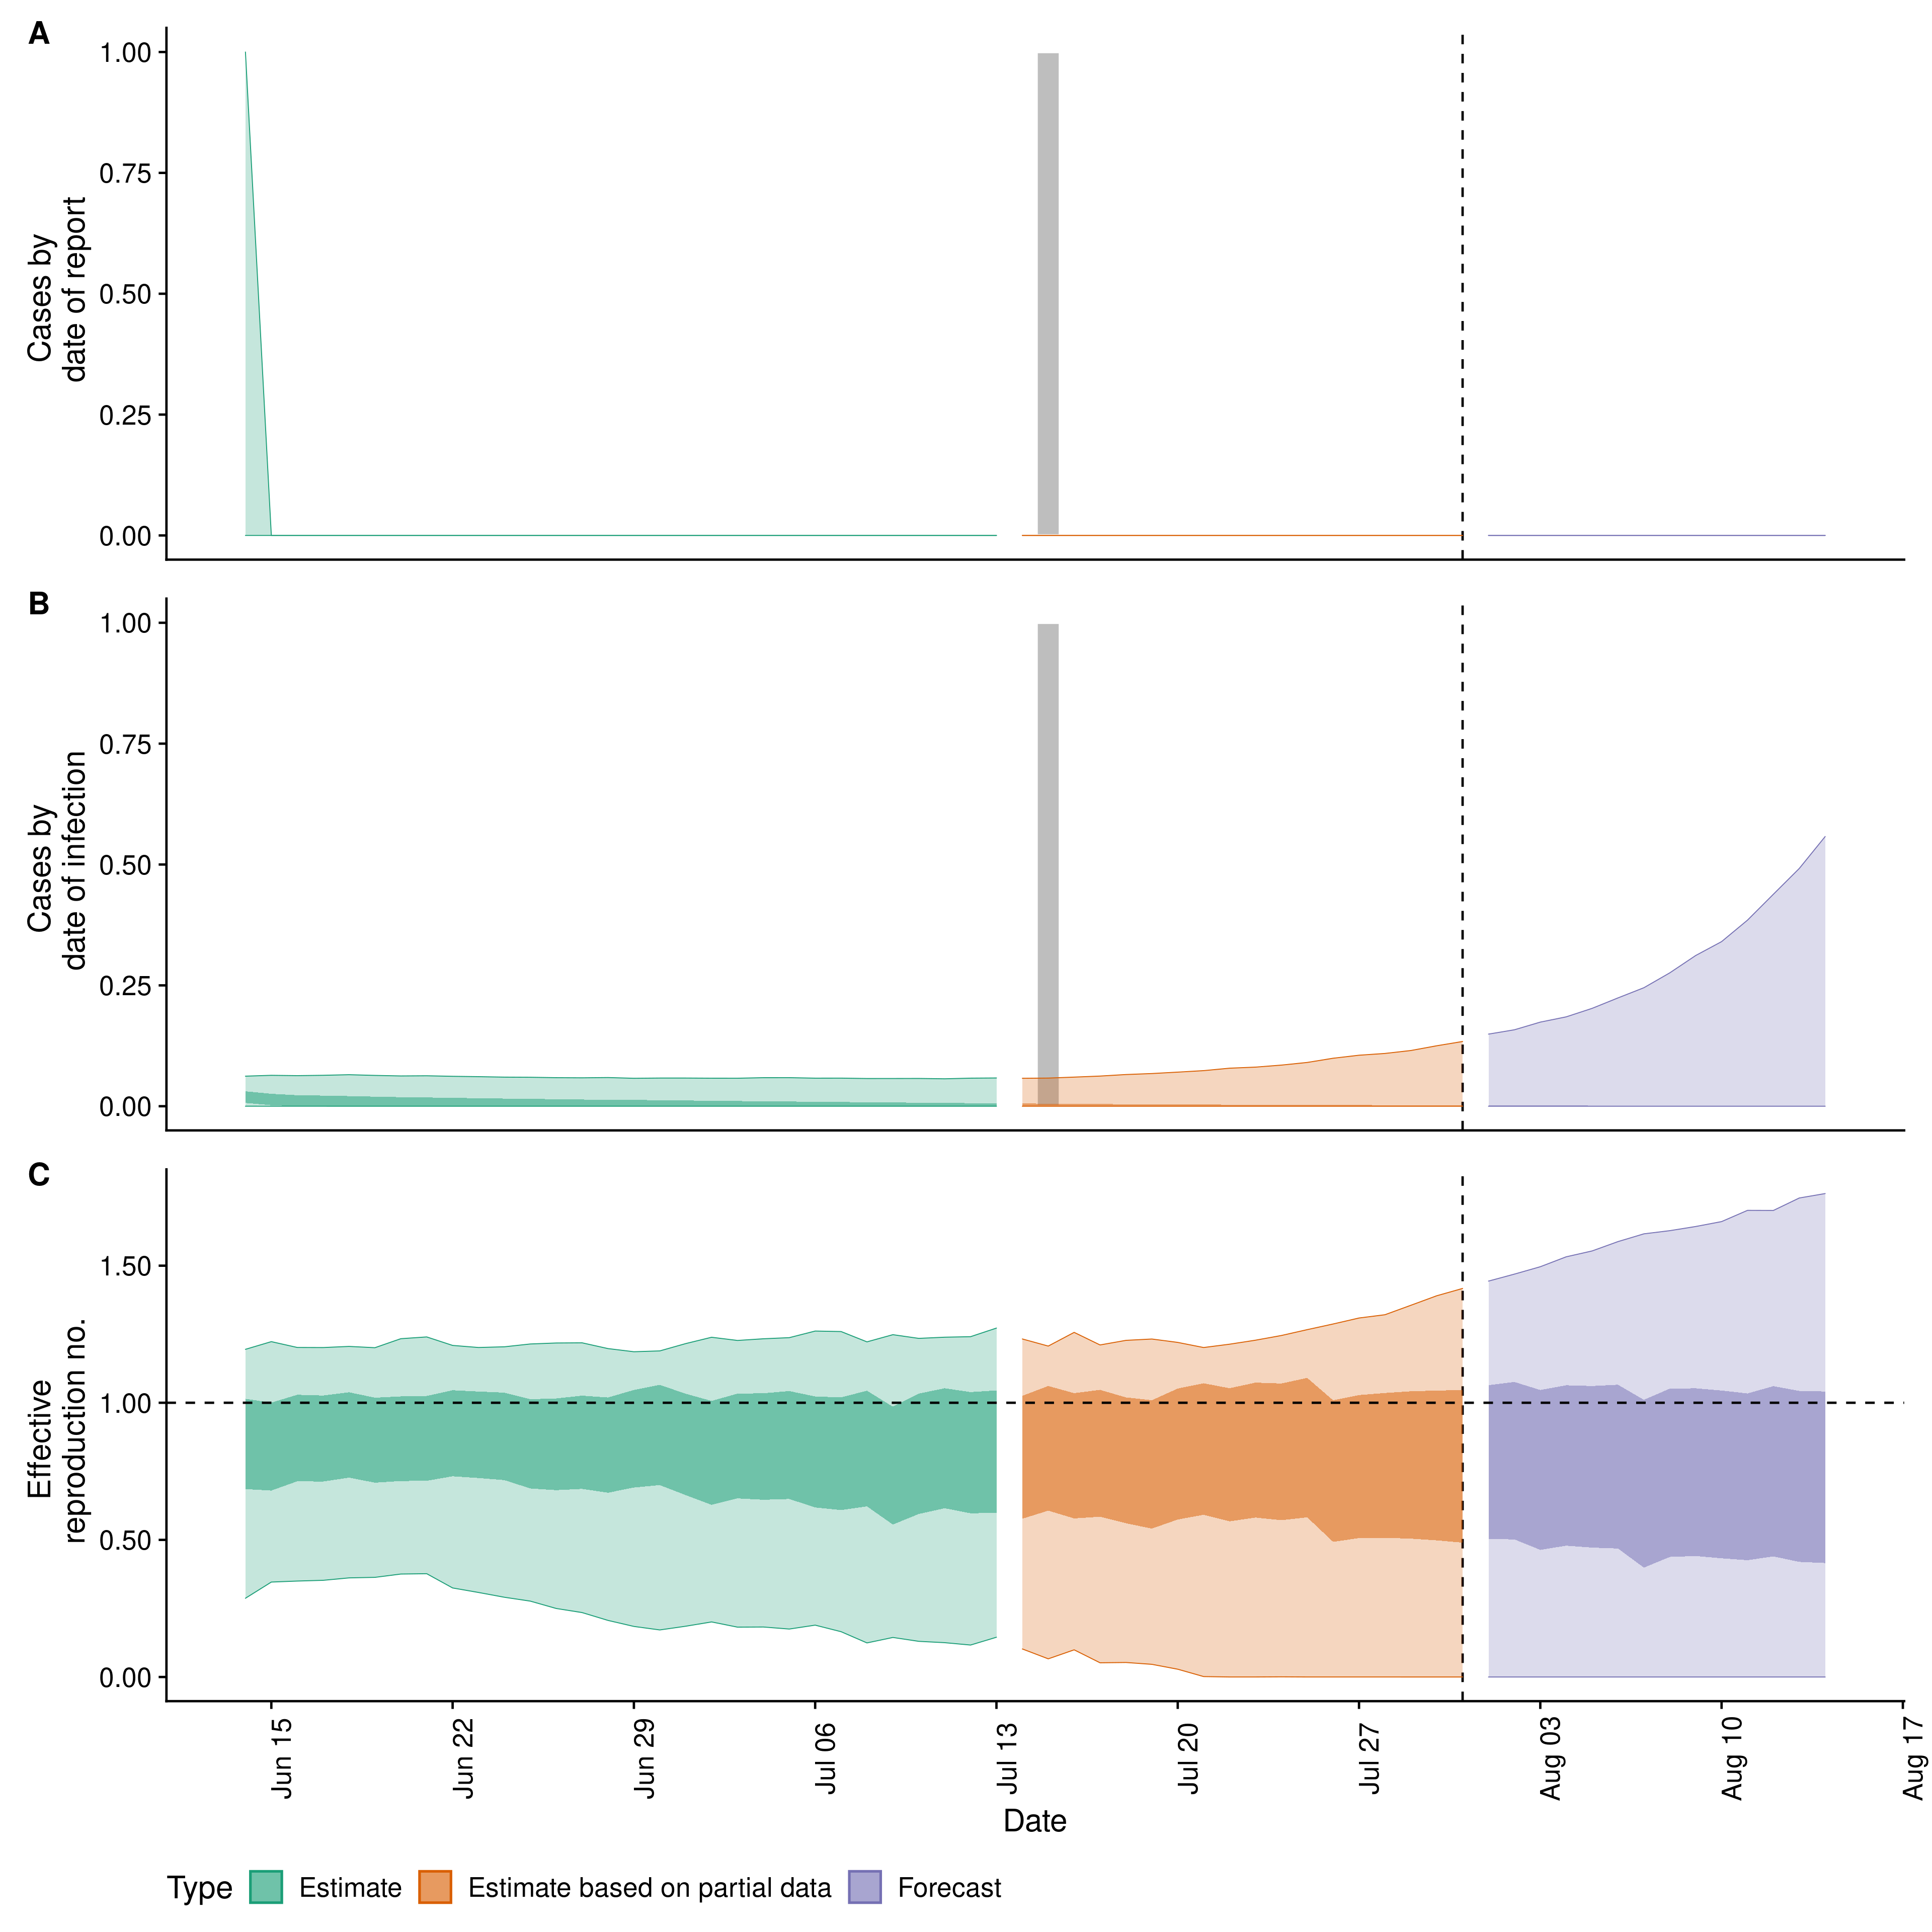 A
Cases by
date of report
1.00
0.75
0.50
0.25
0.00
B
Cases by
date of infection
1.00
0.75
0.50
0.25
0.00
C
Effective
reproduction no.
1.50
1.00
0.50
0.00
Jun 15
Jun 22
Jun 29
Jul 06
Jul 13
Jul 20
Jul 27
Aug 03
Aug 10
Aug 17
Date
Type Estimate Estimate based on partial data Forecast